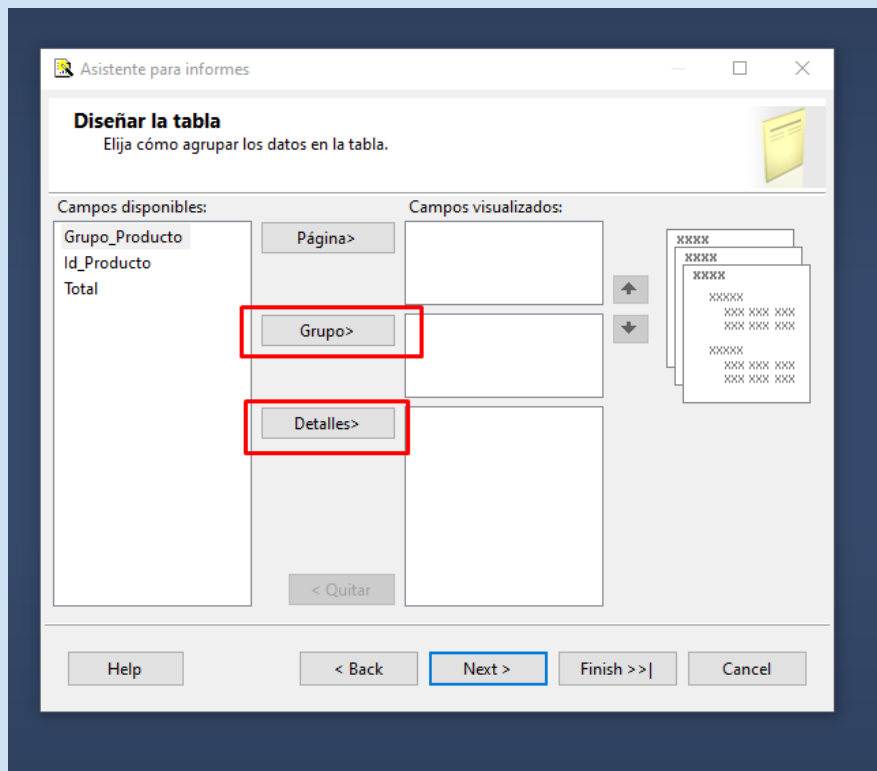 Asistente para informes
Diseñar la tabla
Elija cómo agrupar los datos en la tabla.
Campos disponibles:
Campos visualizados:
Grupo_Producto
Id_Producto
Total
Página>
Grupo>
Detalles>
< Quitar
xxxx
xxxx
xxxx
xxxxx
xxx xxx xxx
xxx xxx xxx
xxxxx
xxx xxx xxx
xxx xxx xxx
Help
< Back
Next >
Finish >>|
Cancel